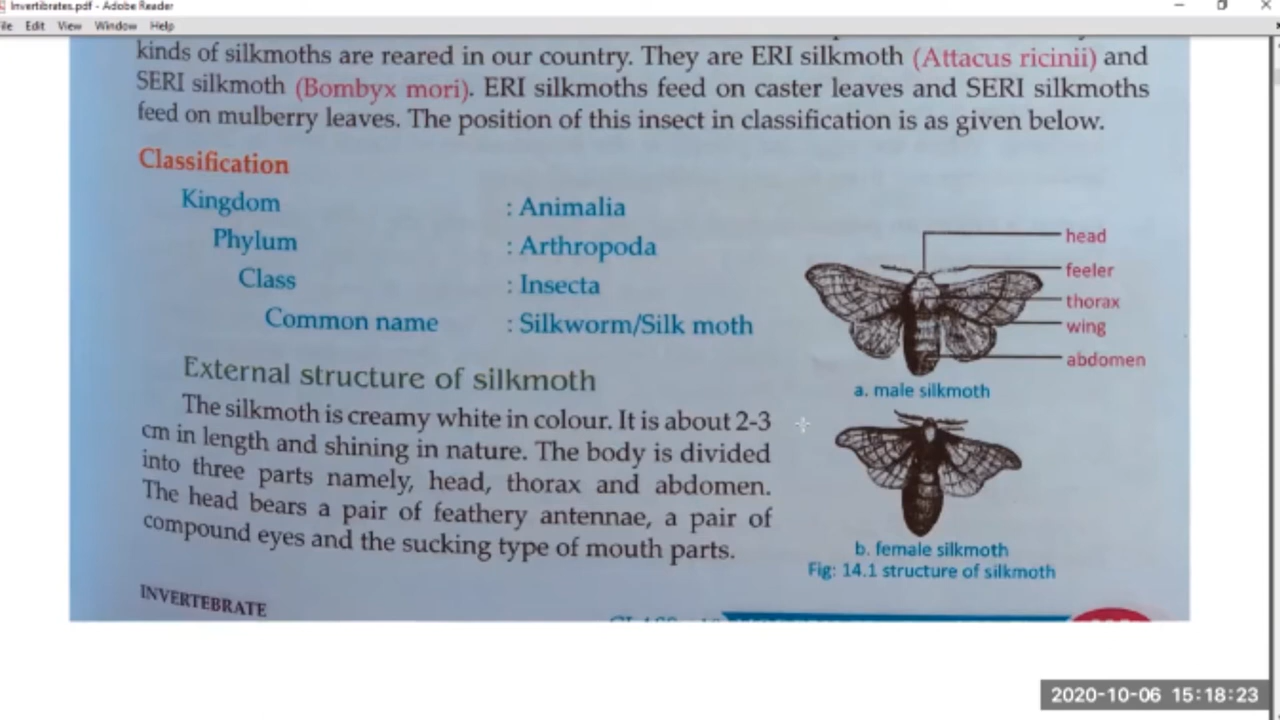 Invertibrates.pdf - Adobe Reader
File Edit View Window Help
kinds of silkmoths are reared in our country. They are ERI silkmoth (Attacus ricinii) and
SERI silkmoth (Bombyx mori). ERI silkmoths feed on caster leaves and SERI silkmoths
feed on mulberry leaves. The position of this insect in classification is as given below.
Classification
Kingdom : Animalia
Phylum : Arthropoda
Class : Insecta
Common name : Silkworm/Silk moth
head
feeler
thorax
wing
abdomen
a. male silkmoth
External structure of silkmoth
The silkmoth is creamy white in colour. It is about 2-3
cm in length and shining in nature. The body is divided
into three parts namely, head, thorax and abdomen.
The head bears a pair of feathery antennae, a pair of
compound eyes and the sucking type of mouth parts.
b. female silkmoth
Fig: 14.1 structure of silkmoth
INVERTEBRATE
2020-10-06 15:18:23